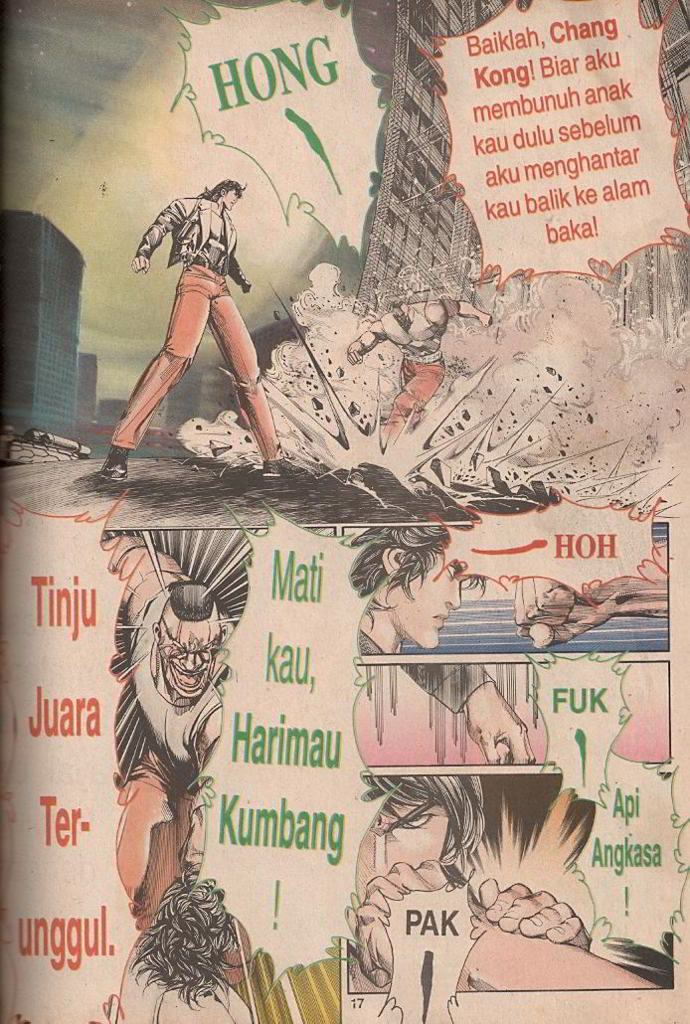 HONG
!
Baiklah, Chang
Kong! Biar aku
membunuh anak
kau dulu sebelum
aku menghantar
kau balik ke alam
baka!
Tinju
Juara
Ter-
unggul.
Mati
kau,
Harimau
Kumbang
!
HOH
FUK
!
Api
Angkasa
!
PAK
!
17